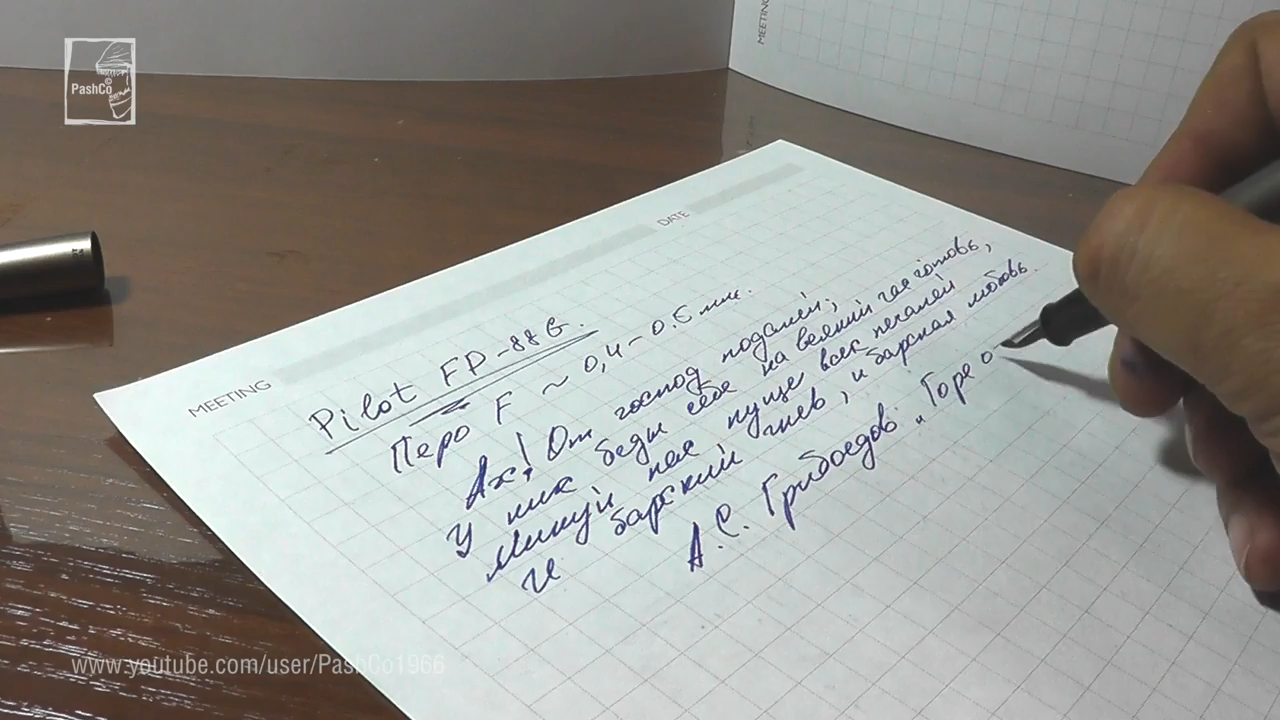 PashCo
MEETING
MEETING
DATE
Pilot FP-88G.
Перо F ~ 0,4-0.5 мм.
Ах! От господ подалей;
У них беды себе на всякий час готовь,
Минуй нас пуще всех печалей
И барский гнев, и барская любовь.
А.С. Грибоедов „Горе о
www.youtube.com/user/PashCo1966